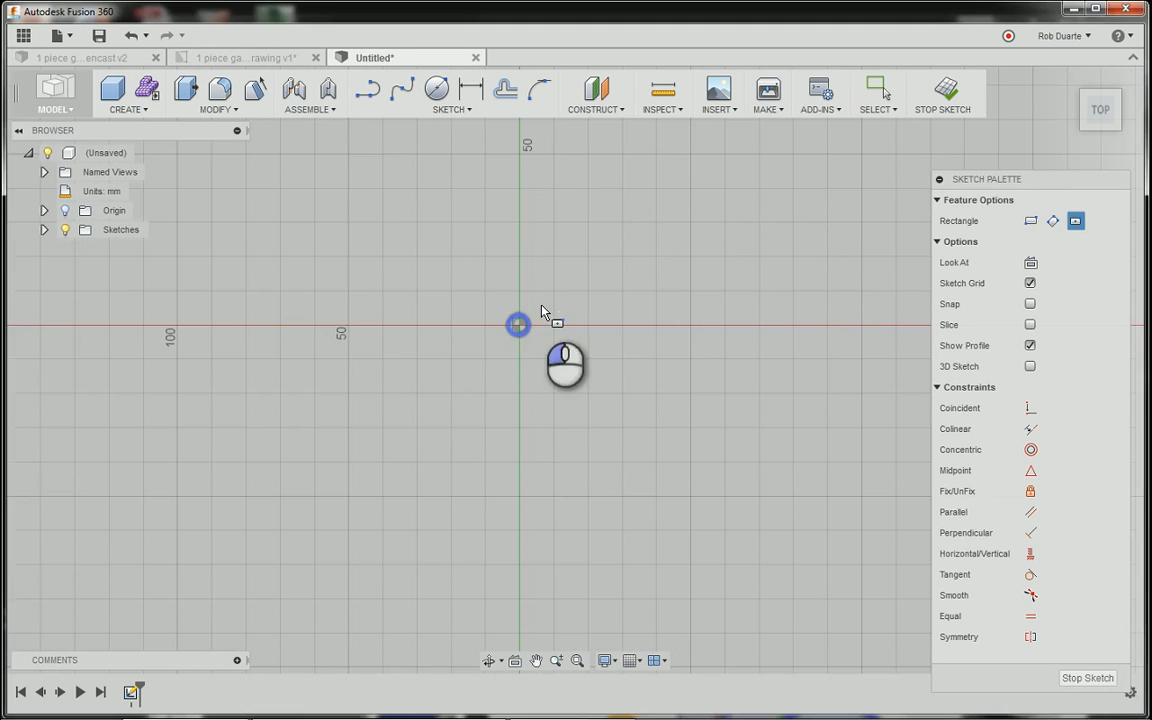 Autodesk Fusion 360
Rob Duarte
1 piece g...encast v2
1 piece ga...rawing v1*
Untitled*
MODEL
CREATE
MODIFY
ASSEMBLE
SKETCH
CONSTRUCT
INSPECT
INSERT
MAKE
ADD-INS
SELECT
STOP SKETCH
TOP
BROWSER
(Unsaved)
Named Views
Units: mm
Origin
Sketches
50
100
50
SKETCH PALETTE
Feature Options
Rectangle
Options
Look At
Sketch Grid
Snap
Slice
Show Profile
3D Sketch
Constraints
Coincident
Colinear
Concentric
Midpoint
Fix/UnFix
Parallel
Perpendicular
Horizontal/Vertical
Tangent
Smooth
Equal
Symmetry
Stop Sketch
COMMENTS